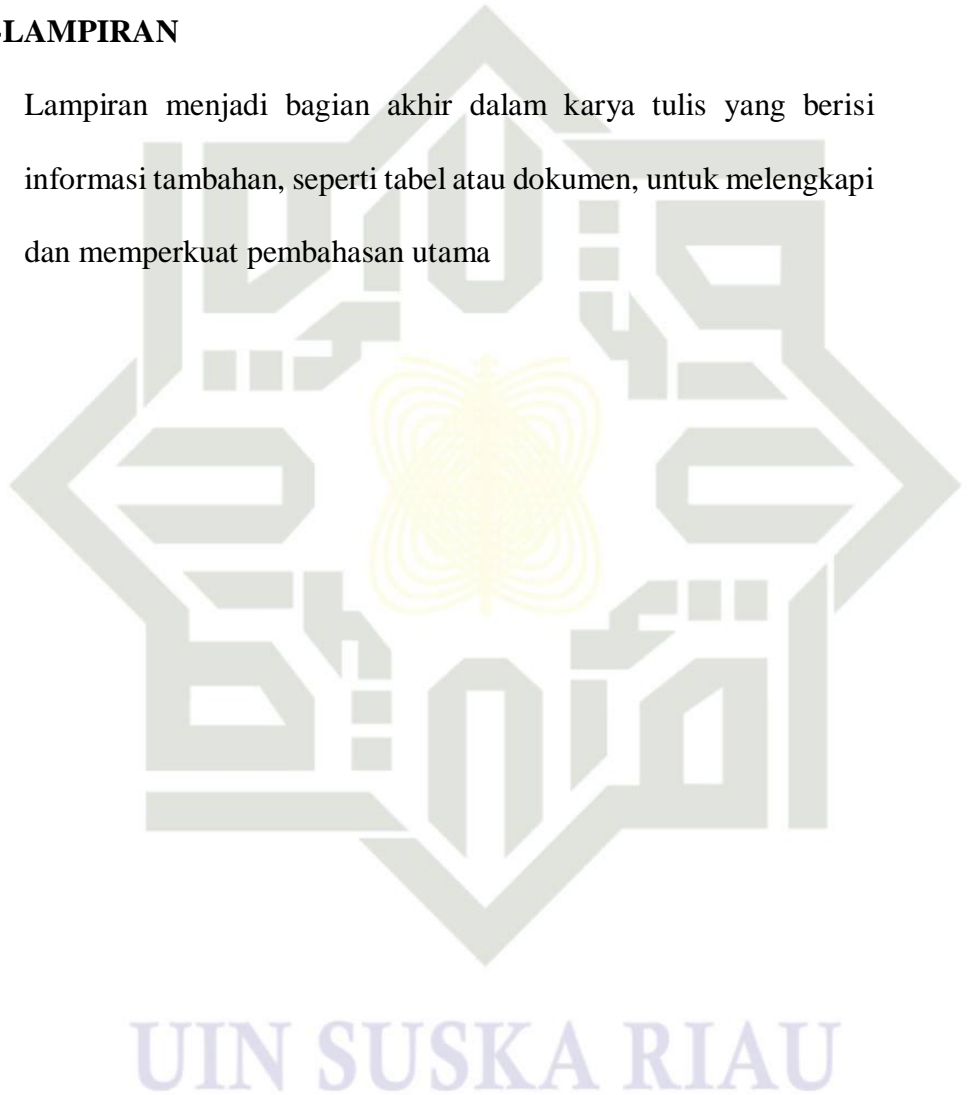 -LAMPIRAN
Lampiran menjadi bagian akhir dalam karya tulis yang berisi
informasi tambahan, seperti tabel atau dokumen, untuk melengkapi
dan memperkuat pembahasan utama
UIN SUSKA RIAU